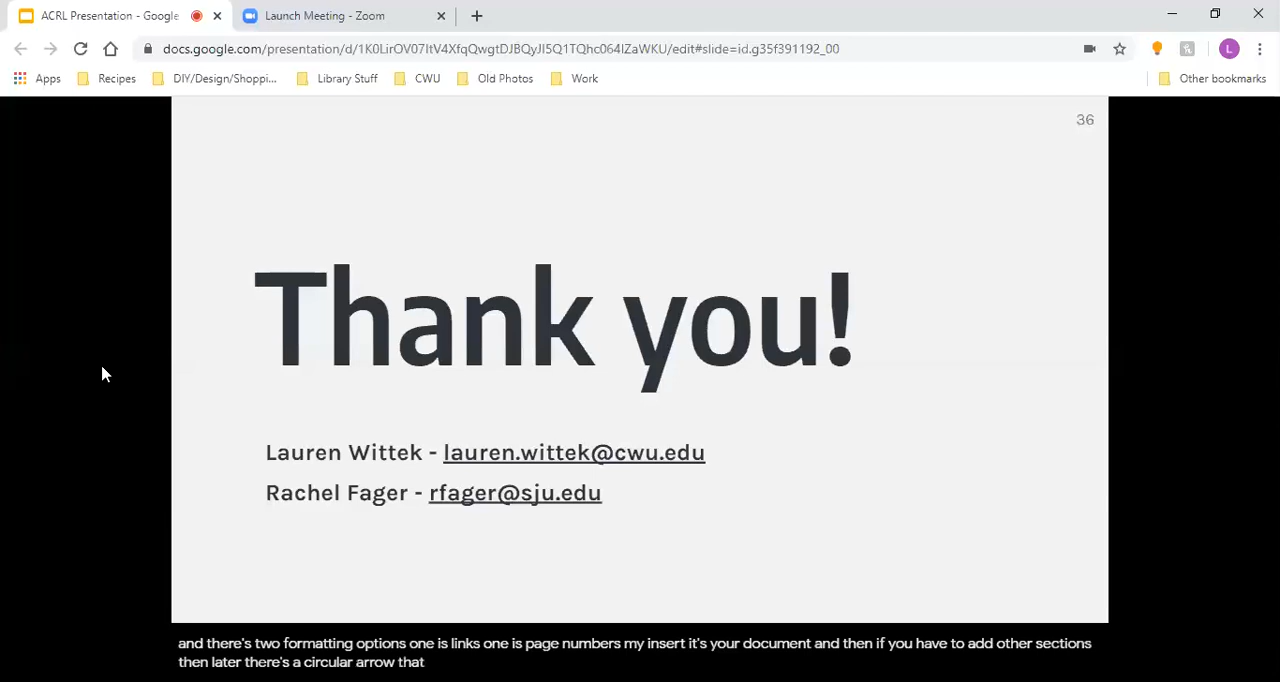 ACRL Presentation - Google
Launch Meeting - Zoom
docs.google.com/presentation/d/1K0LirOV07ItV4XfqQwgtDJBQyJI5Q1TQhc064lZaWKU/edit#slide=id.g35f391192_00
L
Apps
Recipes
DIY/Design/Shoppi...
Library Stuff
CWU
Old Photos
Work
Other bookmarks
36
Thank you!
Lauren Wittek - lauren.wittek@cwu.edu
Rachel Fager - rfager@sju.edu
and there's two formatting options one is links one is page numbers my insert it's your document and then if you have to add other sections
then later there's a circular arrow that